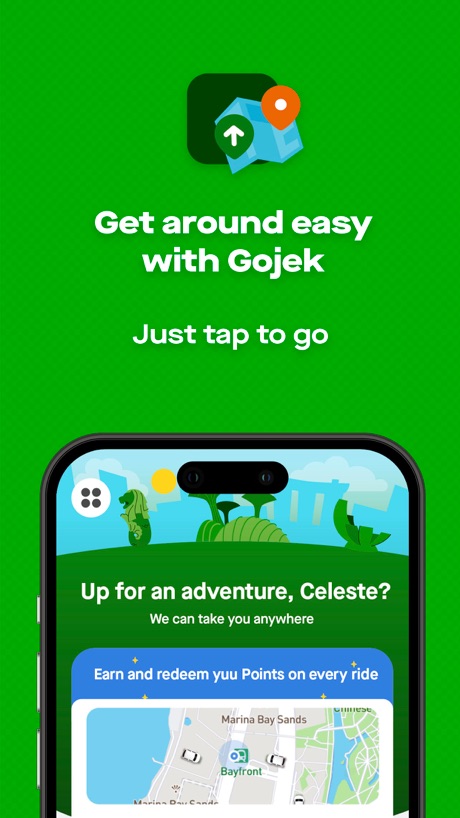 Get around easy
with Gojek
Just tap to go
Up for an adventure, Celeste?
We can take you anywhere
Earn and redeem yuu Points on every ride
Chinese
Marina Bay Sands
Bayfront
Marina Bay Sands